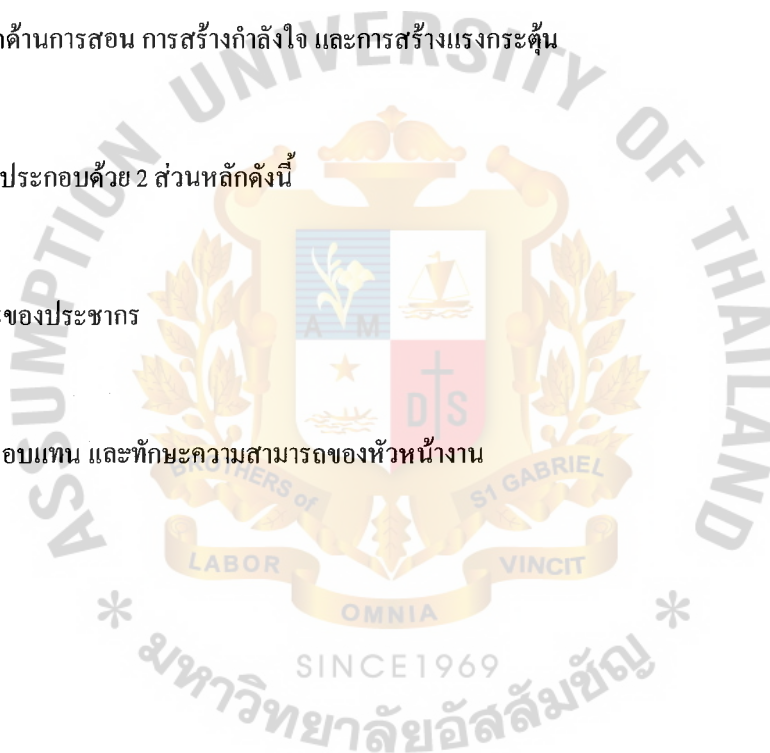 ด้านการสอน การสร้างกำลังใจ และการสร้างแรงกระตุ้น
ประกอบด้วย 2 ส่วนหลักดังนี้
ของประชากร
อบแทน และทักษะความสามารถของหัวหน้างาน
ASSUMPTION UNIVERSITY OF THAILAND
A M
D S
BROTHERS of ST GABRIEL
LABOR
VINCIT
OMNIA
SINCE1969
* มหาวิทยาลัยอัสสัมชัญ *